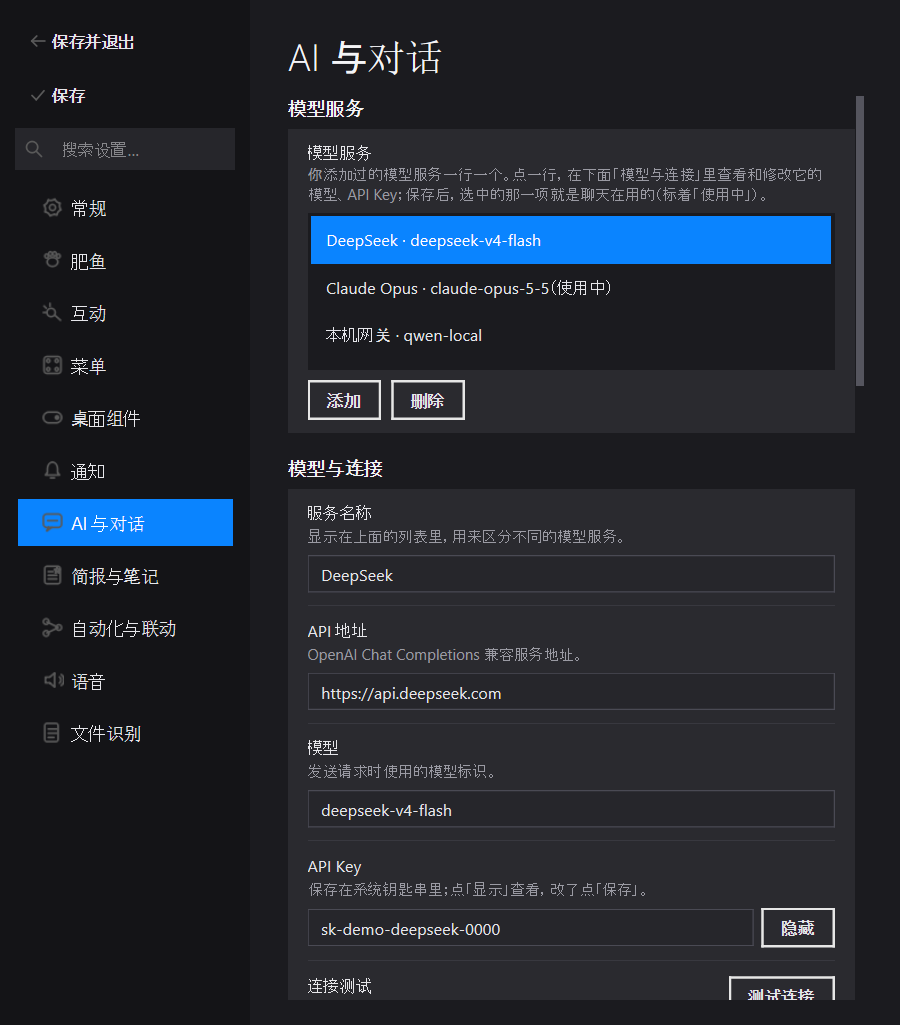 保存并退出
保存
搜索设置...
常规
肥鱼
互动
菜单
桌面组件
通知
AI 与对话
简报与笔记
自动化与联动
语音
文件识别
AI 与对话
模型服务
模型服务
你添加过的模型服务一行一个。点一行，在下面「模型与连接」里查看和修改它的
模型、API Key；保存后，选中的那一项就是聊天在用的（标着「使用中」）。
DeepSeek · deepseek-v4-flash
Claude Opus · claude-opus-5-5（使用中）
本机网关 · qwen-local
添加
删除
模型与连接
服务名称
显示在上面的列表里，用来区分不同的模型服务。
DeepSeek
API 地址
OpenAI Chat Completions 兼容服务地址。
https://api.deepseek.com
模型
发送请求时使用的模型标识。
deepseek-v4-flash
API Key
保存在系统钥匙串里；点「显示」查看，改了点「保存」。
sk-demo-deepseek-0000
隐藏
连接测试
测试连接